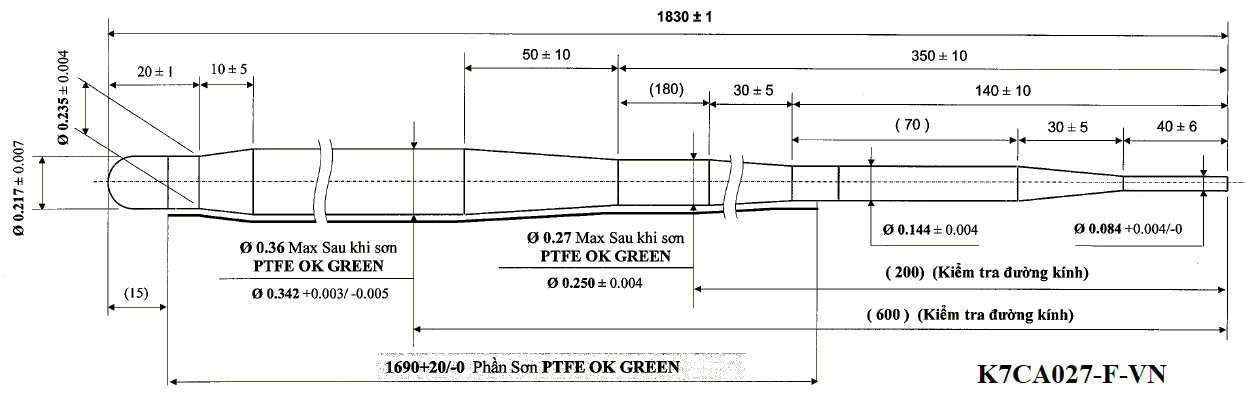 1830 ± 1
50 ± 10
350 ± 10
20 ± 1
10 ± 5
(180)
30 ± 5
140 ± 10
Ø 0.235 ± 0.004
( 70 )
30 ± 5
40 ± 6
Ø 0.217 ± 0.007
Ø 0.36 Max Sau khi sơn
PTFE OK GREEN
Ø 0.342 +0.003/ -0.005
Ø 0.27 Max Sau khi sơn
PTFE OK GREEN
Ø 0.250 ± 0.004
Ø 0.144 ± 0.004
Ø 0.084 +0.004/-0
( 200) (Kiểm tra đường kính)
(15)
( 600 ) (Kiểm tra đường kính)
1690+20/-0 Phần Sơn PTFE OK GREEN
K7CA027-F-VN